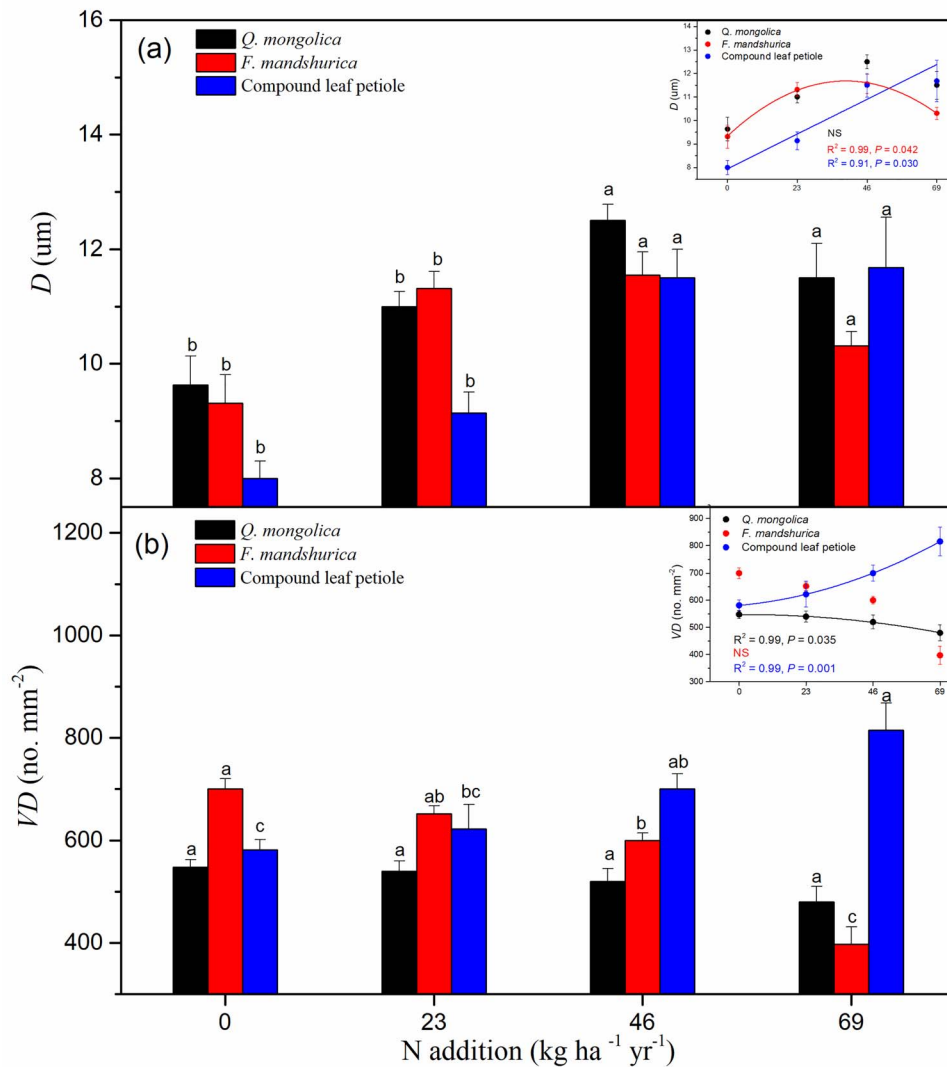 16
(a)
Q. mongolica
F. mandshurica
Compound leaf petiole
14
12
10
8
D (um)
b b b
b b b
a a a
a a a
Q. mongolica
F. mandshurica
Compound leaf petiole
14
13
12
11
10
9
8
D (um)
NS
R² = 0.99, P = 0.042
R² = 0.91, P = 0.030
0 23 46 69
1200
(b)
Q. mongolica
F. mandshurica
Compound leaf petiole
1000
800
600
400
VD (no. mm⁻²)
a a c
a ab bc
a b ab
a c a
Q. mongolica
F. mandshurica
Compound leaf petiole
900
800
700
600
500
400
300
VD (no. mm⁻²)
R² = 0.99, P = 0.035
NS
R² = 0.99, P = 0.001
0 23 46 69
0 23 46 69
N addition (kg ha ⁻¹ yr⁻¹)